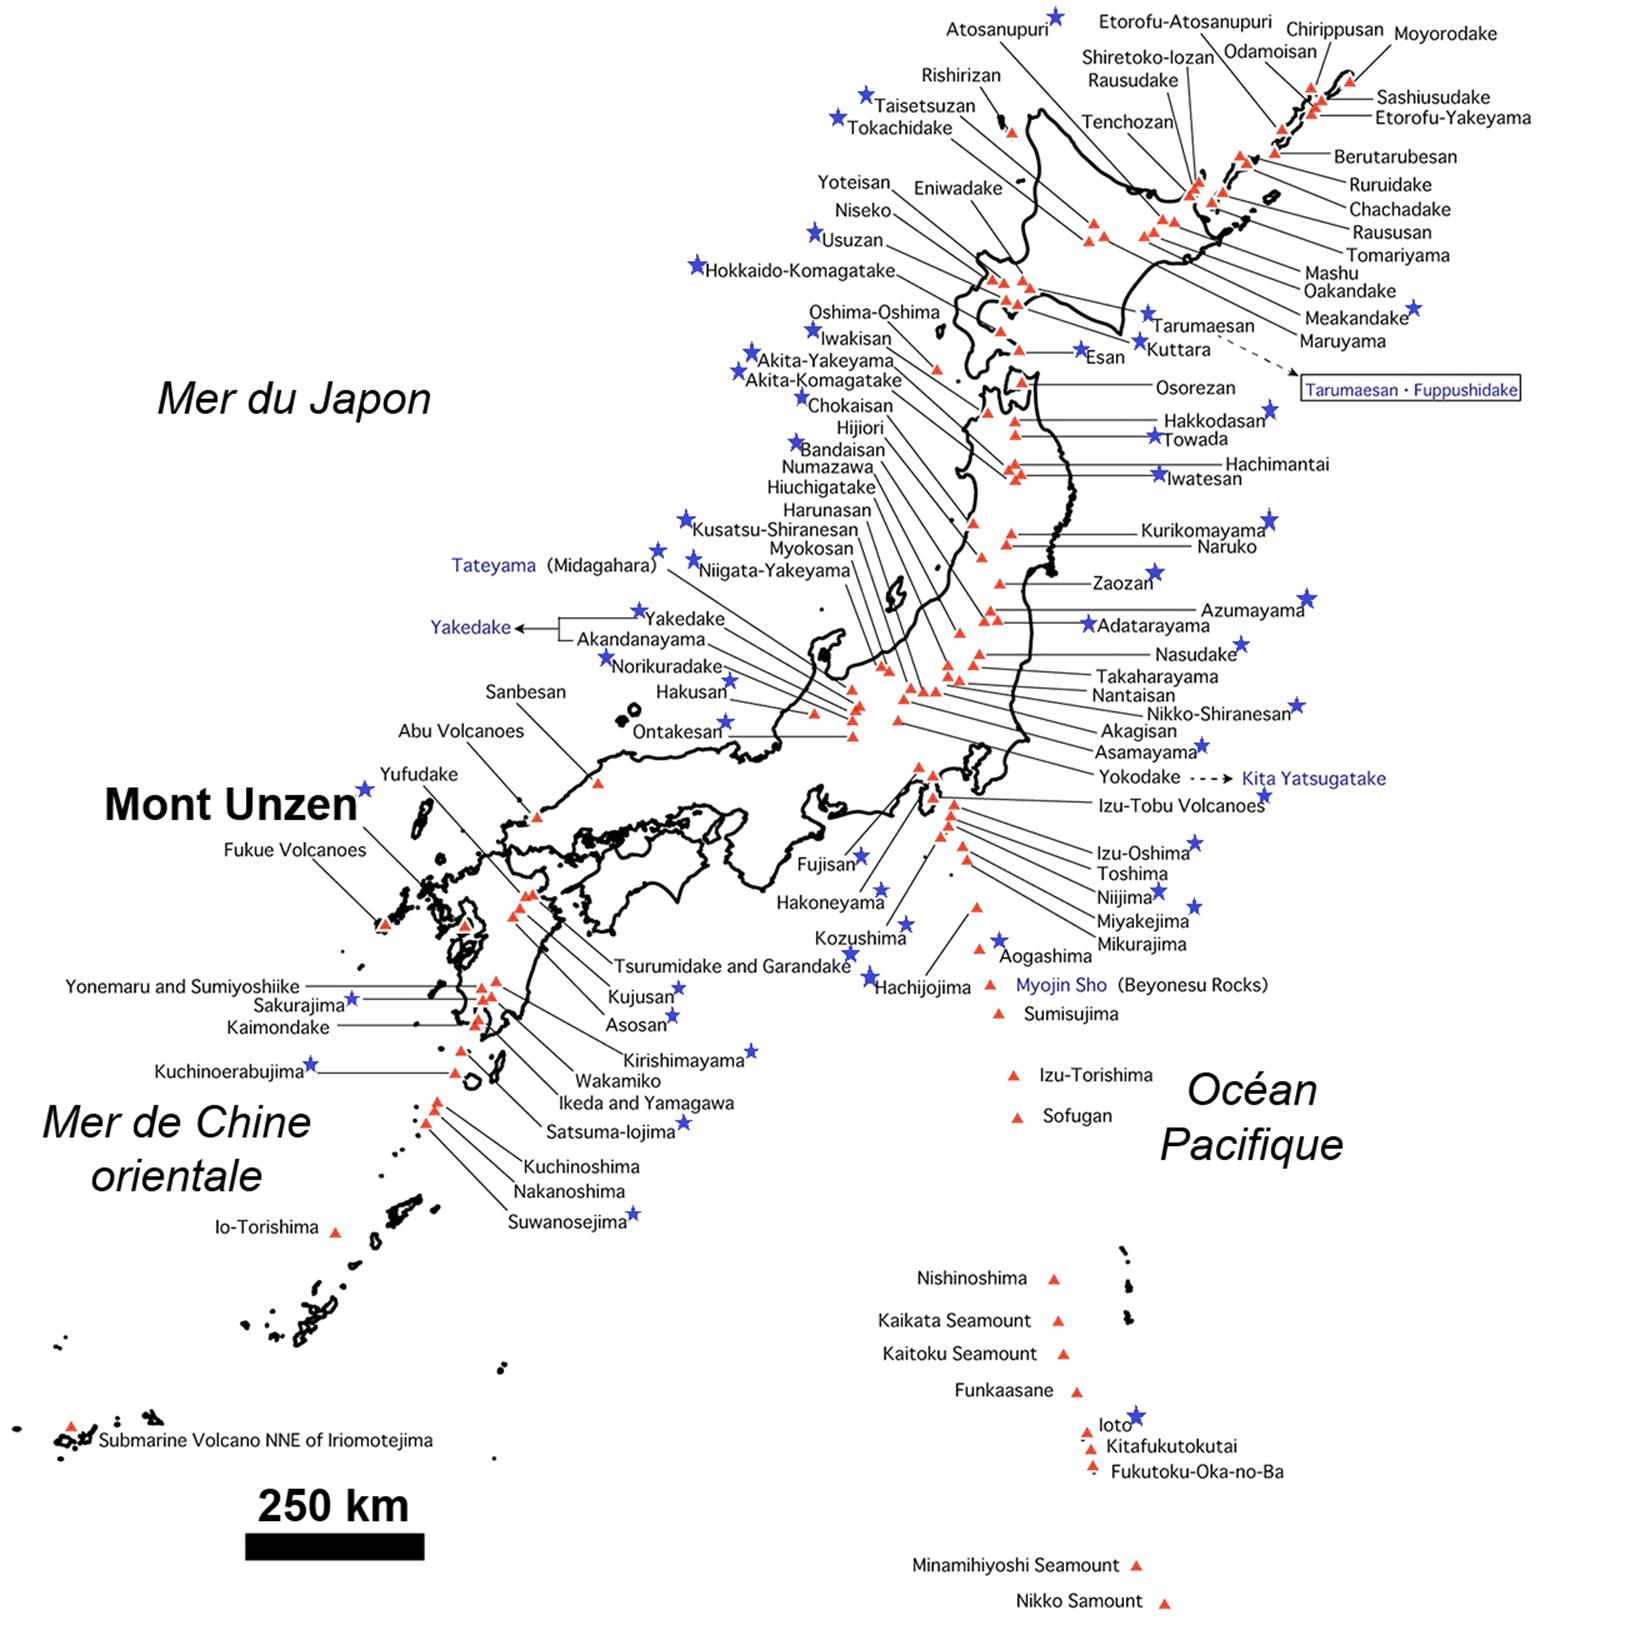 Atosanupuri
Etorofu-Atosanupuri
Chirippusan
Moyorodake
Odamoisan
Shiretoko-Iozan
Rausudake
Rishirizan
Sashiusudake
Taisetsuzan
Etorofu-Yakeyama
Tenchozan
Tokachidake
Berutarubesan
Yoteisan
Eniwadake
Ruruidake
Niseko
Chachadake
Raususan
Usuzan
Tomariyama
Hokkaido-Komagatake
Mashu
Oakandake
Oshima-Oshima
Meakandake
Tarumaesan
Iwakisan
Maruyama
Kuttara
Esan
Akita-Yakeyama
Akita-Komagatake
Osorezan
Tarumaesan・Fuppushidake
Mer du Japon
Chokaisan
Hakkodasan
Hijiori
Towada
Bandaisan
Numazawa
Hachimantai
Iwatesan
Hiuchigatake
Harunasan
Kusatsu-Shiranesan
Kurikomayama
Myokosan
Naruko
Tateyama (Midagahara)
Niigata-Yakeyama
Zaozan
Azumayama
Yakedake
Yakedake
Adatarayama
Akandanayama
Nasudake
Norikuradake
Takaharayama
Sanbesan
Hakusan
Nantaisan
Nikko-Shiranesan
Abu Volcanoes
Ontakesan
Akagisan
Asamayama
Yufudake
Yokodake
Kita Yatsugatake
Mont Unzen
Izu-Tobu Volcanoes
Fukue Volcanoes
Fujisan
Izu-Oshima
Toshima
Hakoneyama
Niijima
Miyakejima
Kozushima
Mikurajima
Aogashima
Tsurumidake and Garandake
Yonemaru and Sumiyoshiike
Hachijojima
Myojin Sho (Beyonesu Rocks)
Kujusan
Sakurajima
Sumisujima
Kaimondake
Asosan
Kirishimayama
Kuchinoerabujima
Wakamiko
Izu-Torishima
Océan
Pacifique
Ikeda and Yamagawa
Sofugan
Mer de Chine
orientale
Satsuma-Iojima
Kuchinoshima
Nakanoshima
Suwanosejima
Io-Torishima
Nishinoshima
Kaikata Seamount
Kaitoku Seamount
Funkaasane
Ioto
Kitafukutokutai
Fukutoku-Oka-no-Ba
Submarine Volcano NNE of Iriomotejima
250 km
Minamihiyoshi Seamount
Nikko Samount